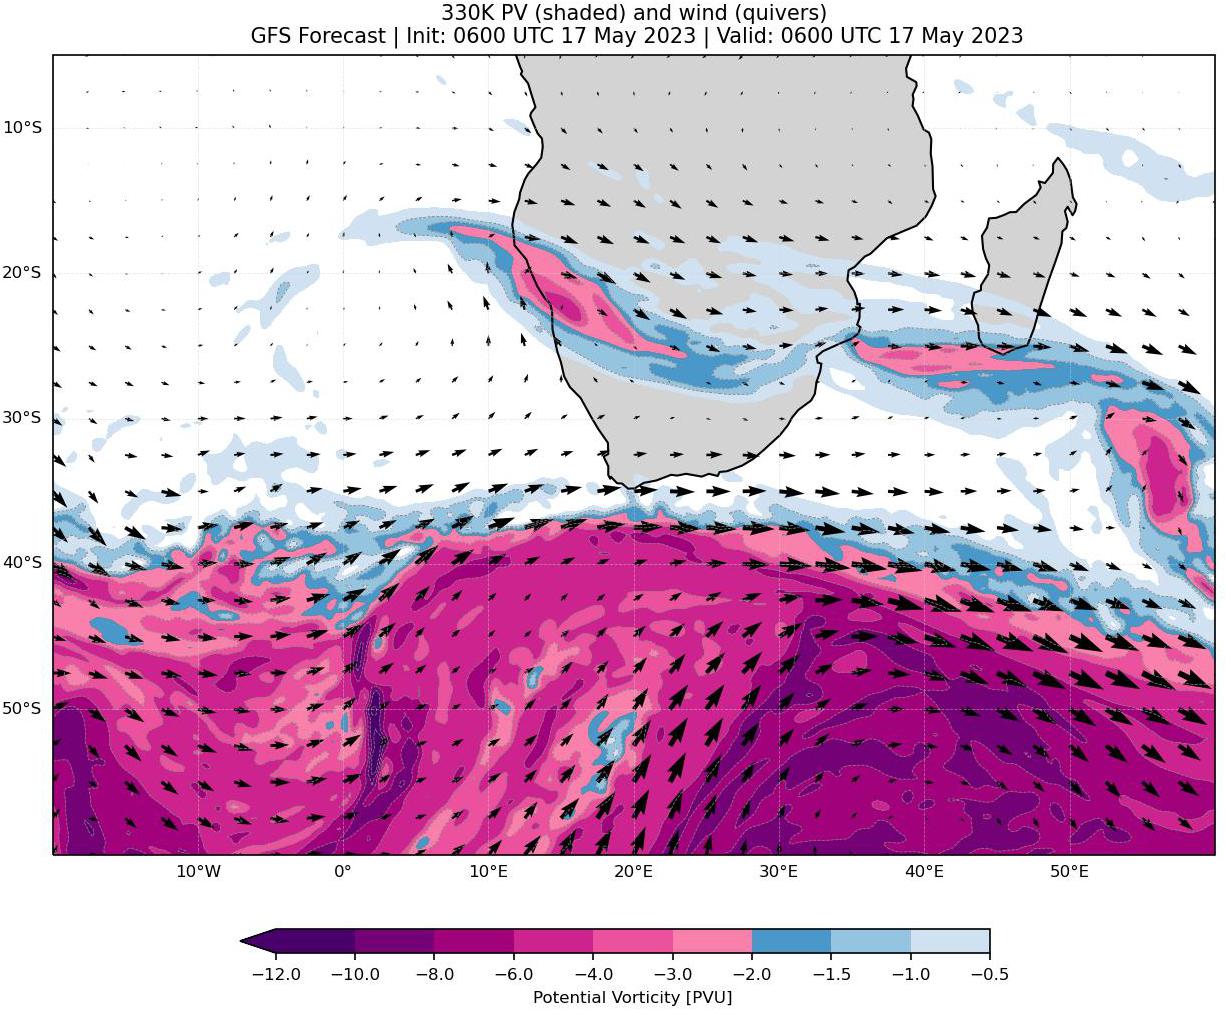 330K PV (shaded) and wind (quivers)
GFS Forecast | Init: 0600 UTC 17 May 2023 | Valid: 0600 UTC 17 May 2023
10°S
20°S
30°S
40°S
50°S
10°W 0° 10°E 20°E 30°E 40°E 50°E
−12.0 −10.0 −8.0 −6.0 −4.0 −3.0 −2.0 −1.5 −1.0 −0.5
Potential Vorticity [PVU]